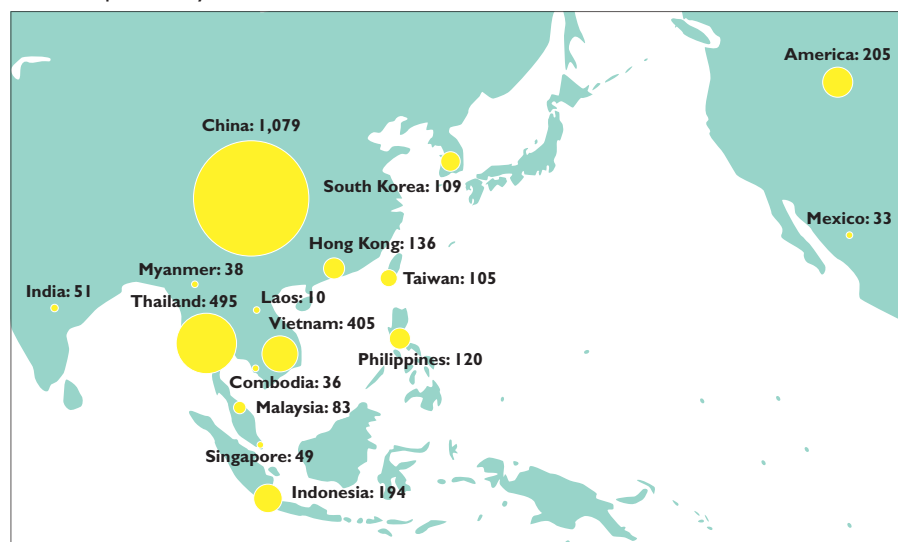 America: 205
China: 1,079
South Korea: 109
Mexico: 33
Hong Kong: 136
Myanmer: 38
Taiwan: 105
India: 51
Thailand: 495
Laos: 10
Vietnam: 405
Philippines: 120
Combodia: 36
Malaysia: 83
Singapore: 49
Indonesia: 194